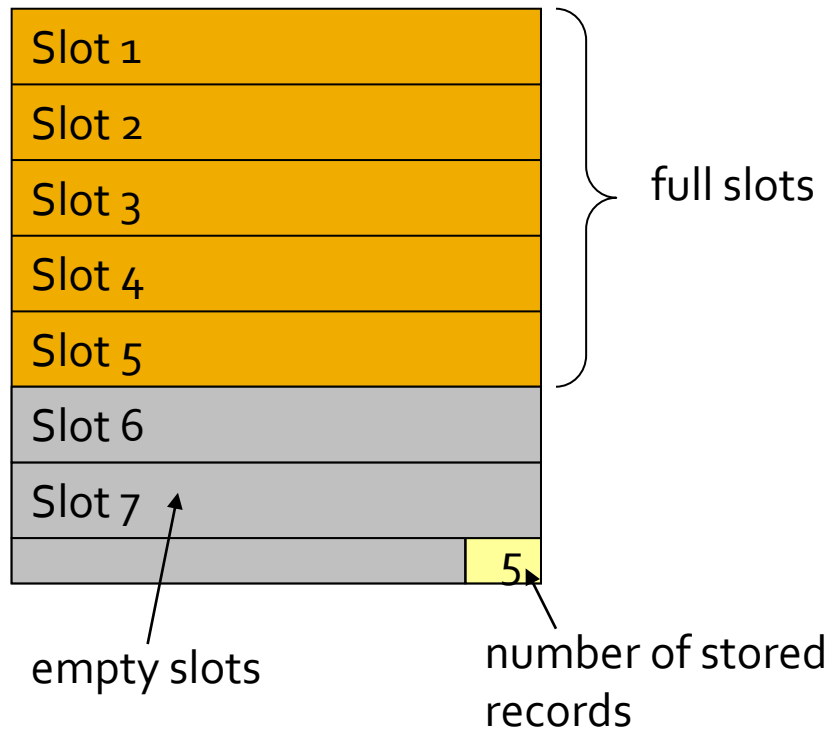 Slot 1
Slot 2
Slot 3
Slot 4
Slot 5
Slot 6
Slot 7
5
full slots
empty slots
number of stored
records